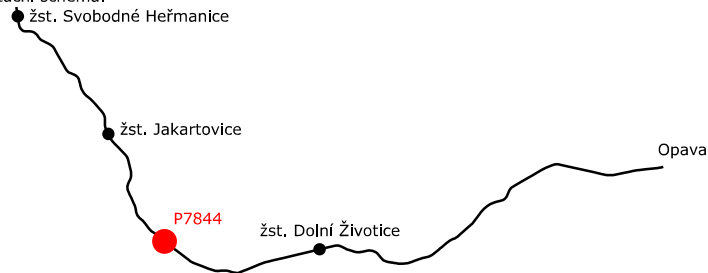 žst. Svobodné Heřmanice
žst. Jakartovice
Opava
P7844
žst. Dolní Životice